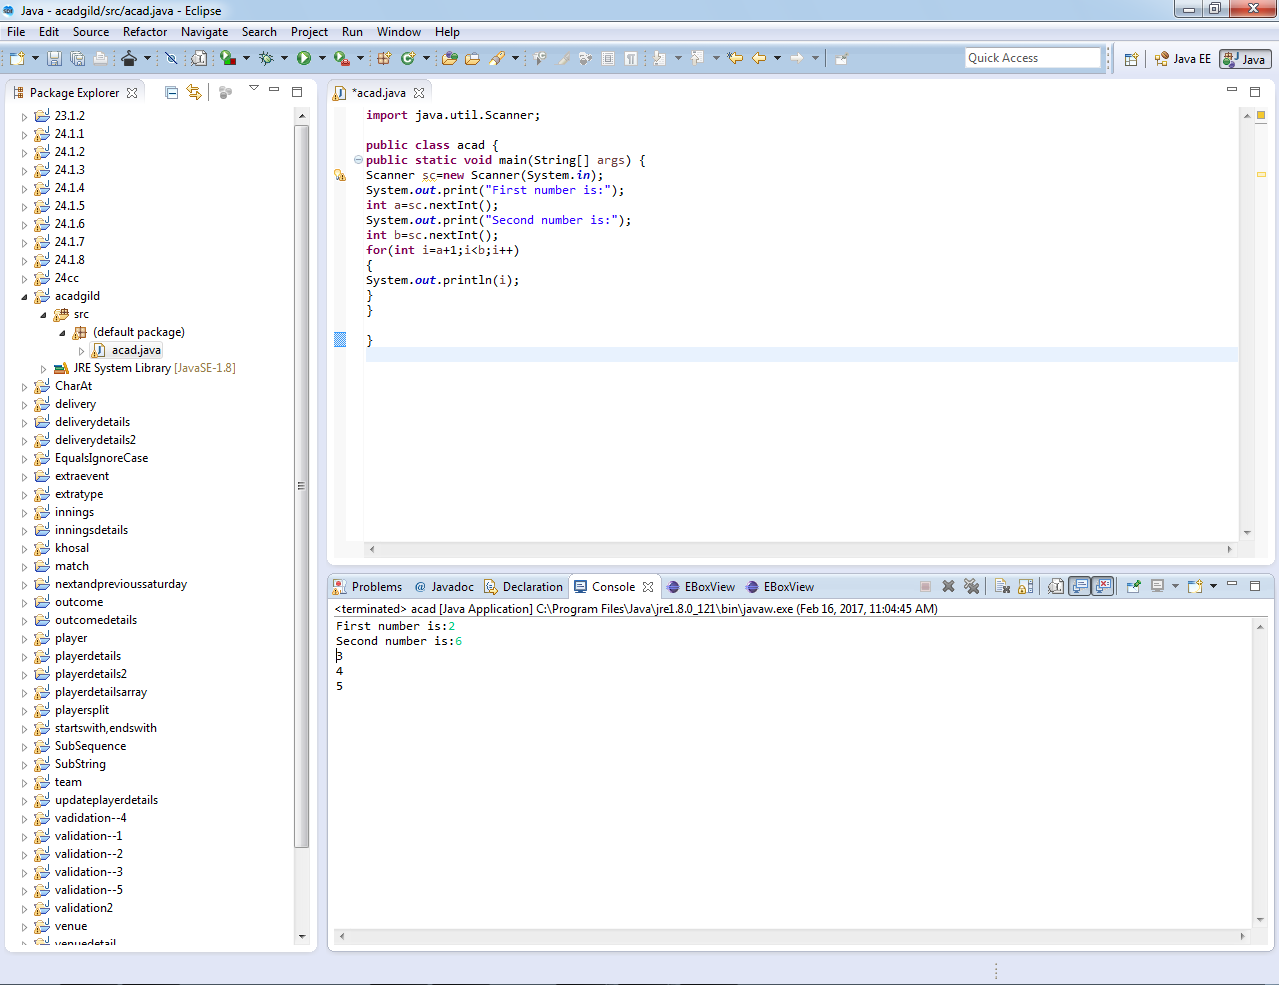 Java - acadgild/src/acad.java - Eclipse
File Edit Source Refactor Navigate Search Project Run Window Help
Quick Access
Java EE
Java
Package Explorer
23.1.2
24.1.1
24.1.2
24.1.3
24.1.4
24.1.5
24.1.6
24.1.7
24.1.8
24cc
acadgild
src
(default package)
acad.java
JRE System Library [JavaSE-1.8]
CharAt
delivery
deliverydetails
deliverydetails2
EqualsIgnoreCase
extraevent
extratype
innings
inningsdetails
khosal
match
nextandprevioussaturday
outcome
outcomedetails
player
playerdetails
playerdetails2
playerdetailsarray
playersplit
startswith,endswith
SubSequence
SubString
team
updateplayerdetails
vadidation--4
validation--1
validation--2
validation--3
validation--5
validation2
venue
venuedetail
*acad.java
import java.util.Scanner;
public class acad {
public static void main(String[] args) {
Scanner sc=new Scanner(System.in);
System.out.print("First number is:");
int a=sc.nextInt();
System.out.print("Second number is:");
int b=sc.nextInt();
for(int i=a+1;i<b;i++)
{
System.out.println(i);
}
}
}
Problems @ Javadoc Declaration Console EBoxView EBoxView
<terminated> acad [Java Application] C:\Program Files\Java\jre1.8.0_121\bin\javaw.exe (Feb 16, 2017, 11:04:45 AM)
First number is:2
Second number is:6
3
4
5